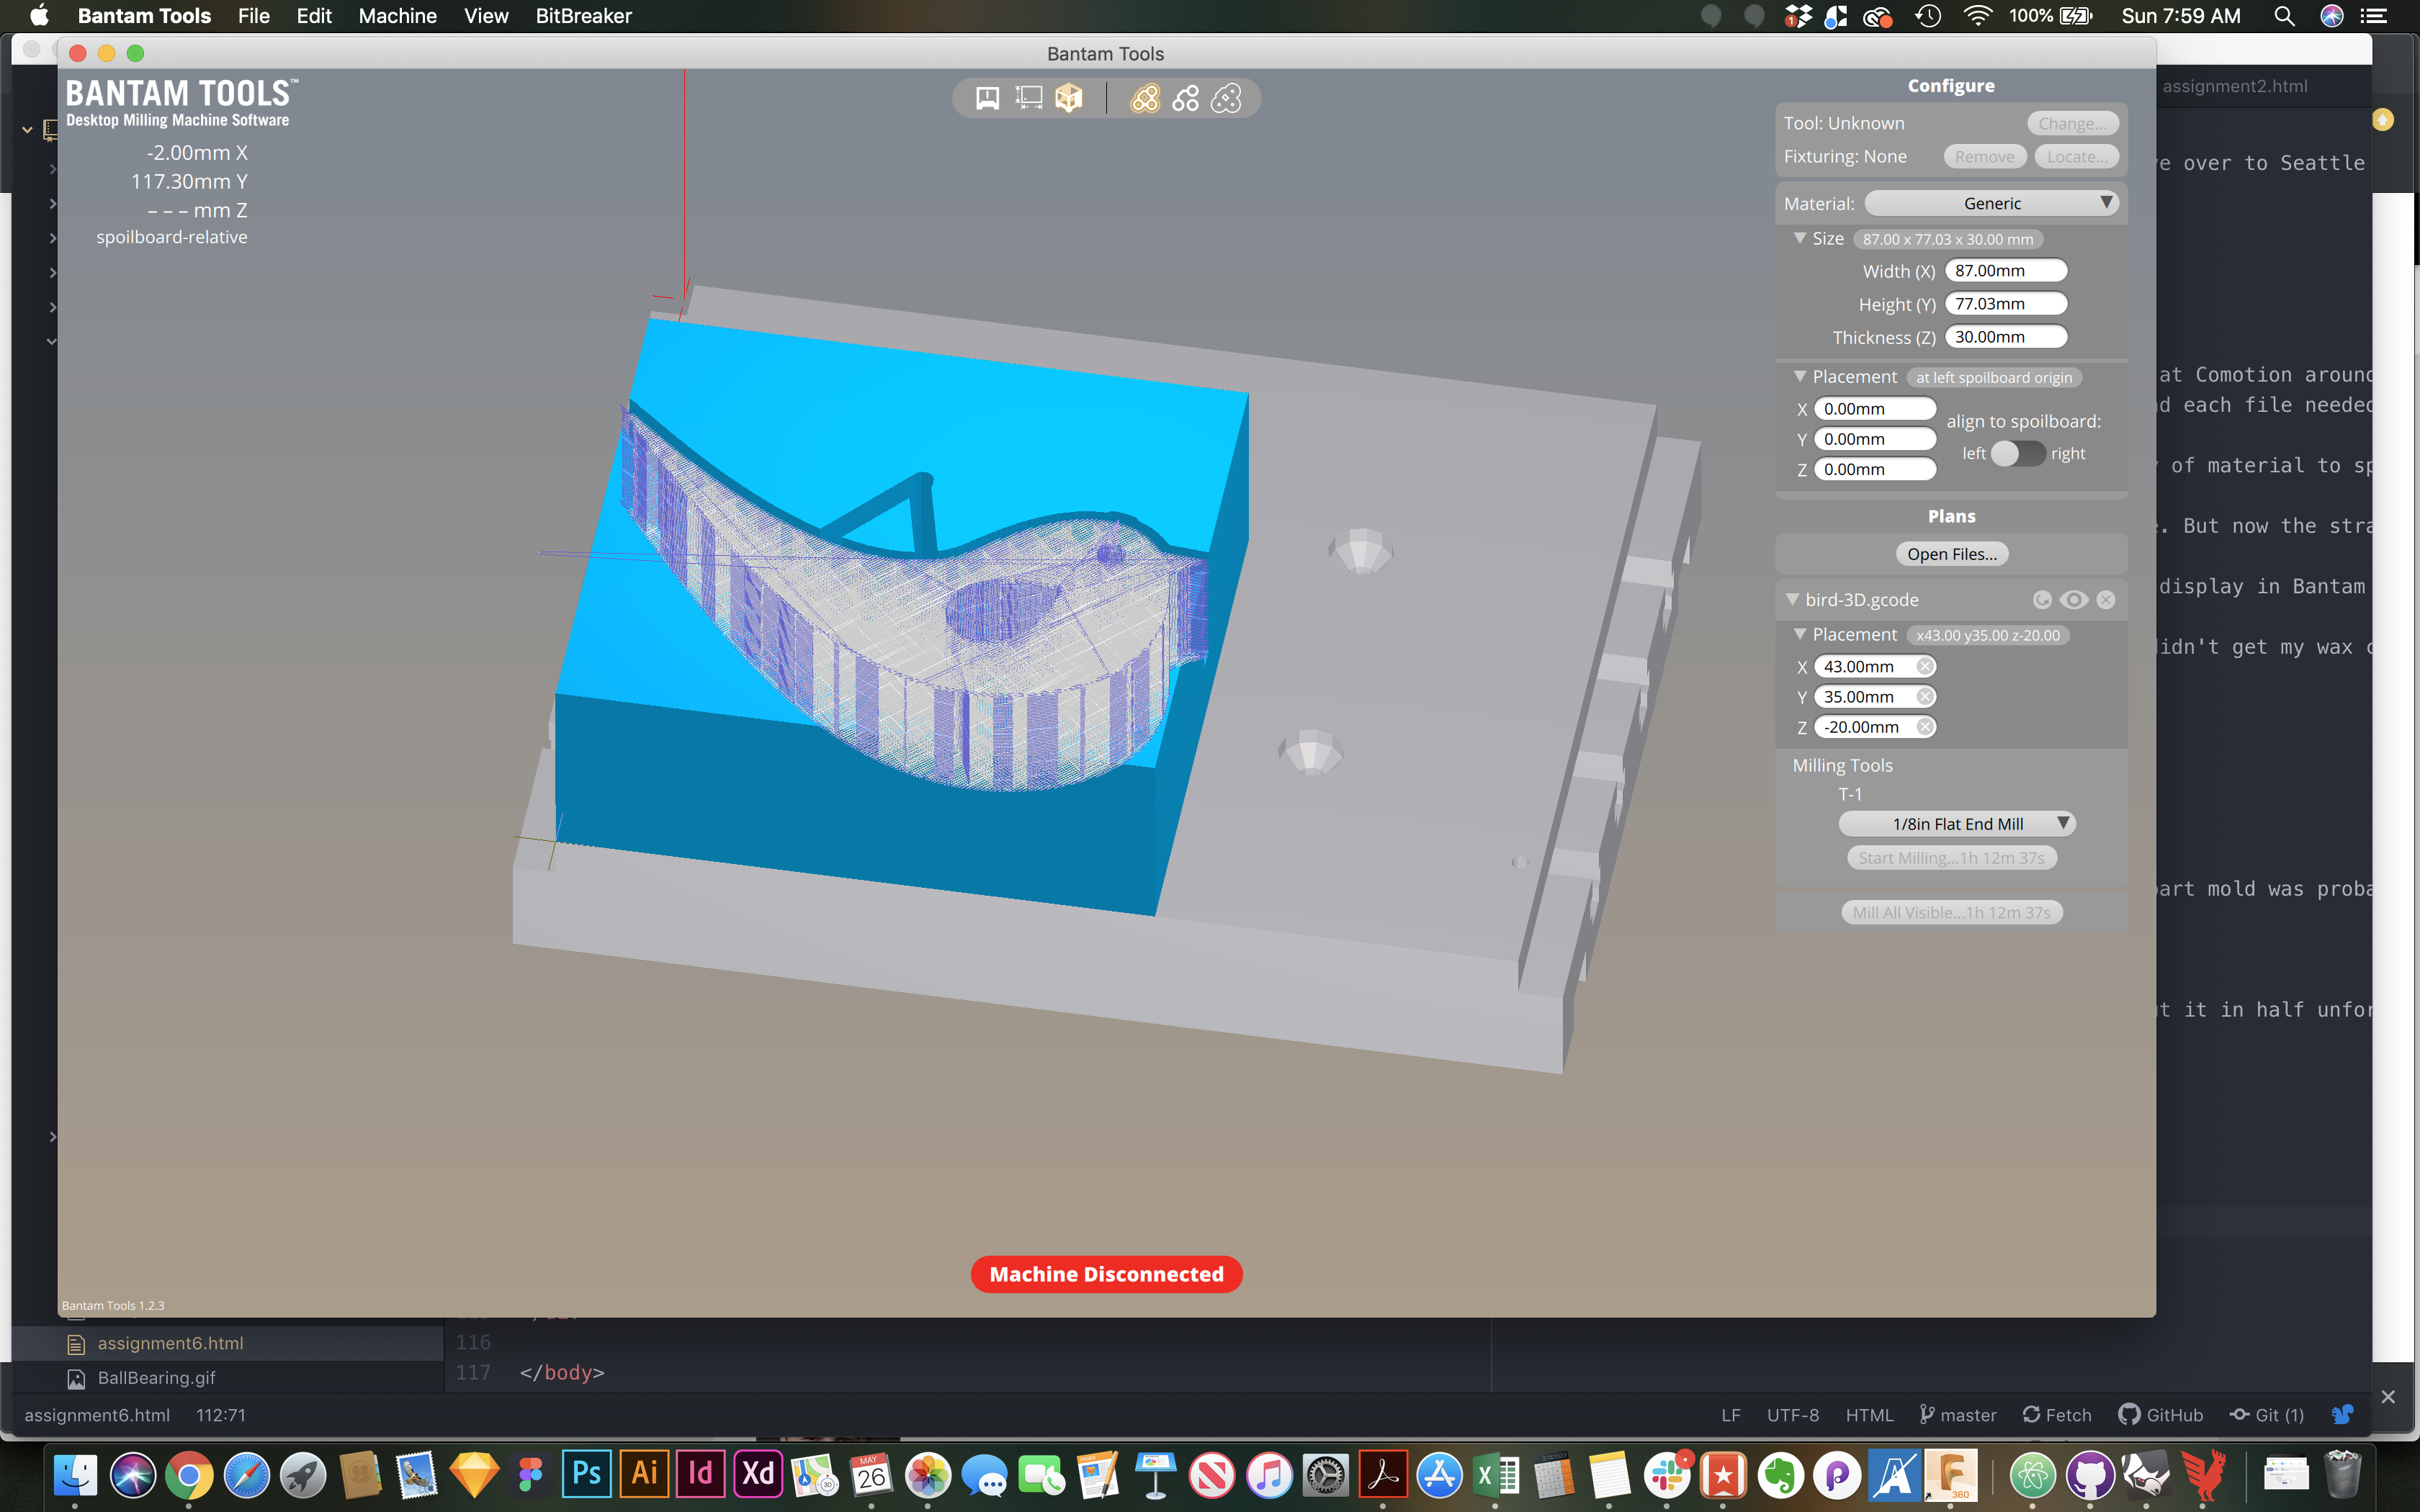 Bantam Tools File Edit Machine View BitBreaker
1
100%
Sun 7:59 AM
Bantam Tools
assignment2.html
BANTAM TOOLS™
Desktop Milling Machine Software
-2.00mm X
117.30mm Y
– – – mm Z
spoilboard-relative
Configure
Tool: Unknown Change...
Fixturing: None Remove Locate...
Material: Generic
Size 87.00 x 77.03 x 30.00 mm
Width (X) 87.00mm
Height (Y) 77.03mm
Thickness (Z) 30.00mm
Placement at left spoilboard origin
X 0.00mm
Y 0.00mm
Z 0.00mm
align to spoilboard:
left right
Plans
Open Files...
bird-3D.gcode
Placement x43.00 y35.00 z-20.00
X 43.00mm
Y 35.00mm
Z -20.00mm
Milling Tools
T-1
1/8in Flat End Mill
Start Milling...1h 12m 37s
Mill All Visible...1h 12m 37s
e over to Seattle
at Comotion around
d each file needed
of material to sp
. But now the stra
display in Bantam
idn't get my wax
art mold was proba
t it in half unfor
Machine Disconnected
Bantam Tools 1.2.3
assignment6.html
116
BallBearing.gif
117 </body>
assignment6.html 112:71
LF UTF-8 HTML master Fetch GitHub Git (1)
Ps Ai Id Xd
MAY
26
360